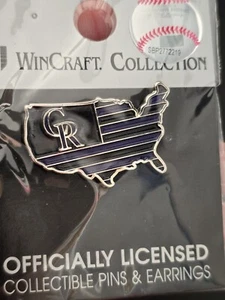 WINCRAFT COLLECTION
CR
OFFICIALLY LICENSED
COLLECTIBLE PINS & EARRINGS